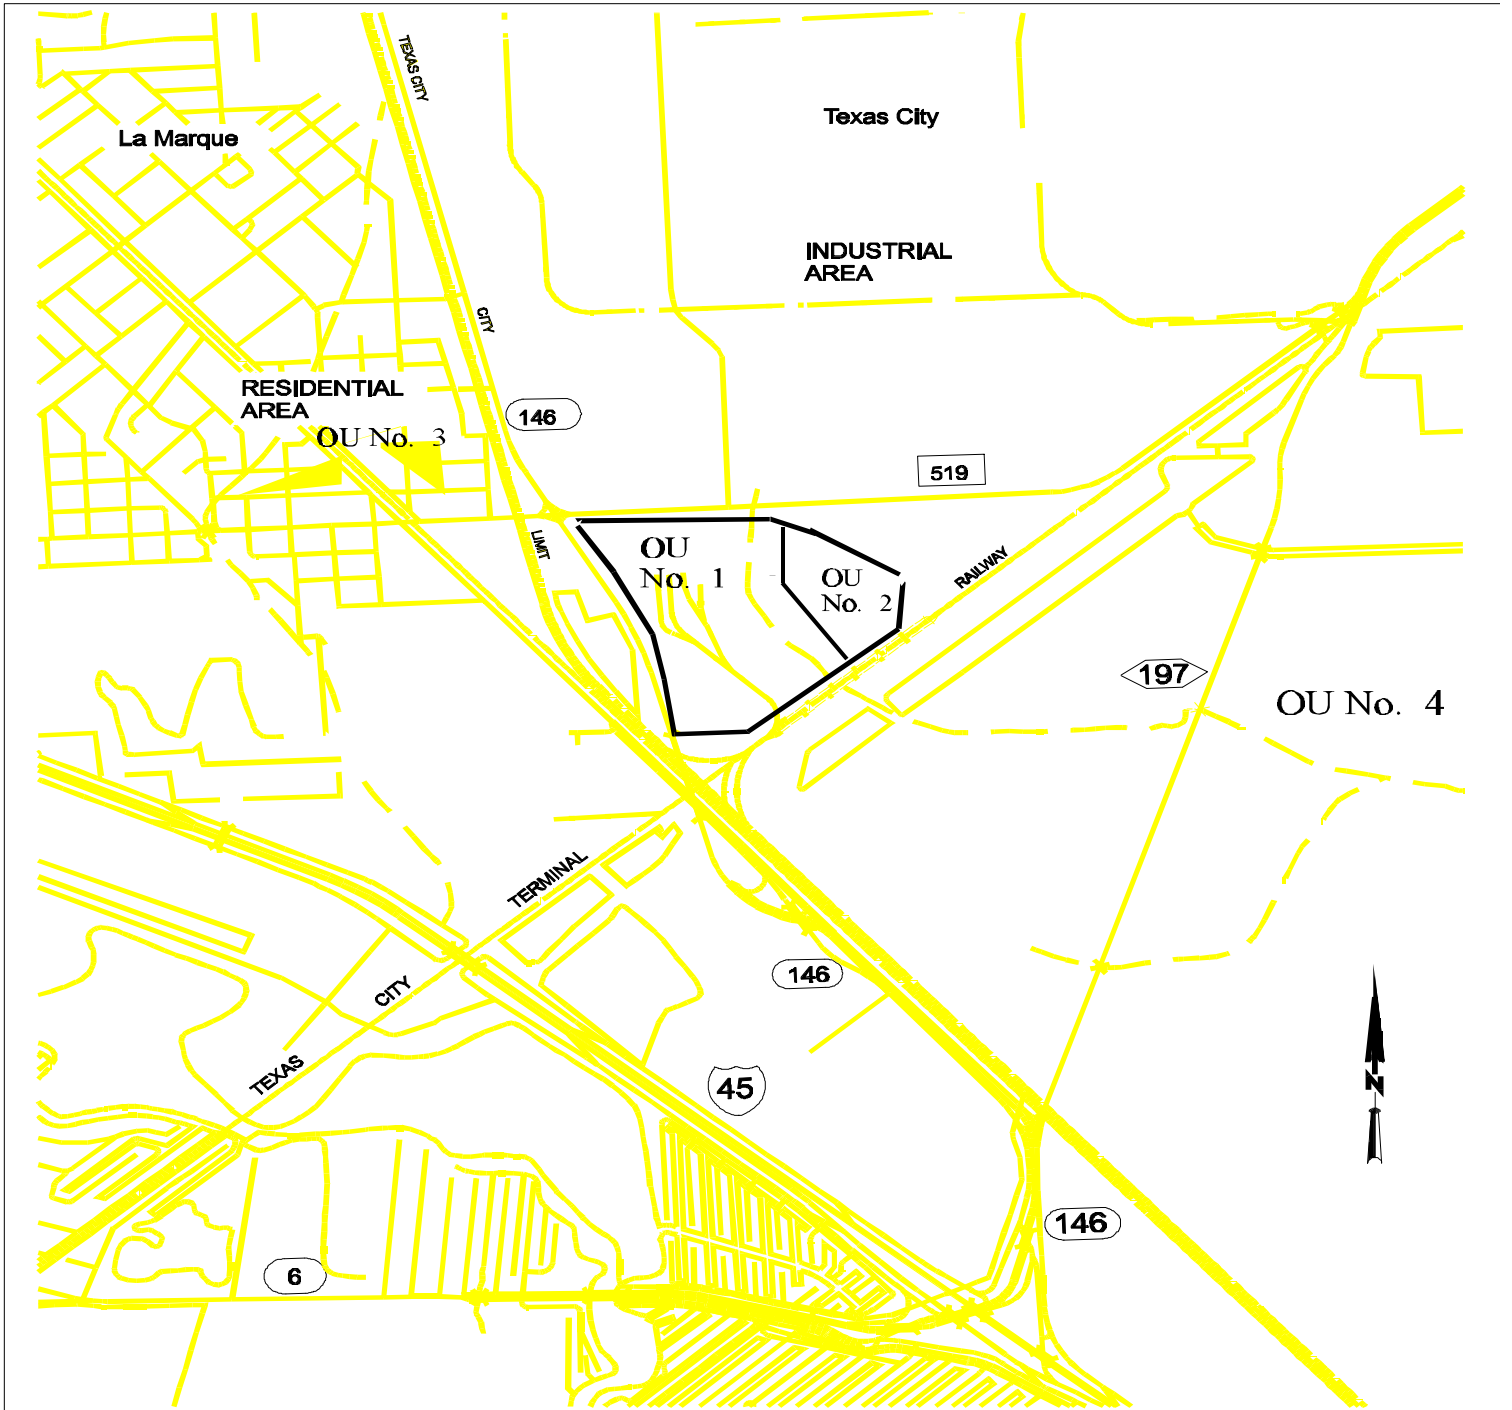 TEXAS CITY
Texas City
La Marque
INDUSTRIAL
AREA
CITY
RESIDENTIAL
AREA
OU No. 3
146
519
LIMIT
OU
No. 1
OU
No. 2
RAILWAY
197
OU No. 4
TERMINAL
146
CITY
TEXAS
45
N
146
6